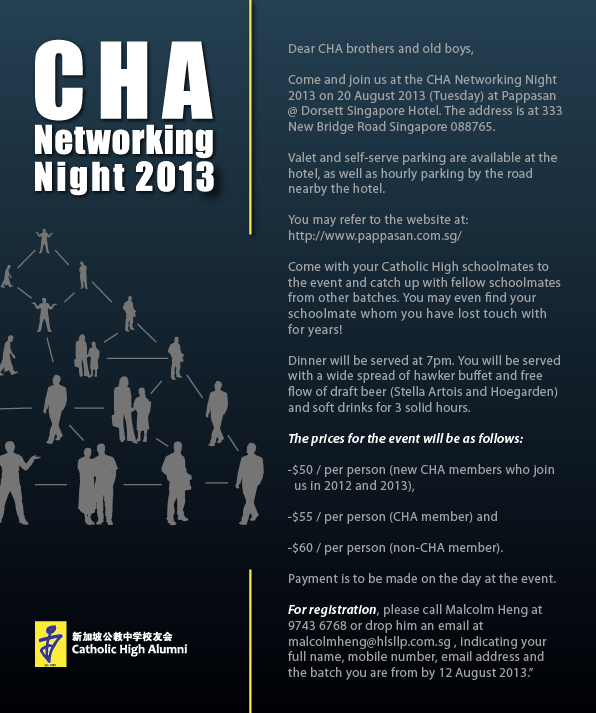 CHA
Networking
Night 2013
Dear CHA brothers and old boys,
Come and join us at the CHA Networking Night
2013 on 20 August 2013 (Tuesday) at Pappasan
@ Dorsett Singapore Hotel. The address is at 333
New Bridge Road Singapore 088765.
Valet and self-serve parking are available at the
hotel, as well as hourly parking by the road
nearby the hotel.
You may refer to the website at:
http://www.pappasan.com.sg/
Come with your Catholic High schoolmates to
the event and catch up with fellow schoolmates
from other batches. You may even find your
schoolmate whom you have lost touch with
for years!
Dinner will be served at 7pm. You will be served
with a wide spread of hawker buffet and free
flow of draft beer (Stella Artois and Hoegarden)
and soft drinks for 3 solid hours.
The prices for the event will be as follows:
-$50 / per person (new CHA members who join
us in 2012 and 2013),
-$55 / per person (CHA member) and
-$60 / per person (non-CHA member).
Payment is to be made on the day at the event.
For registration, please call Malcolm Heng at
9743 6768 or drop him an email at
malcolmheng@hlsllp.com.sg , indicating your
full name, mobile number, email address and
the batch you are from by 12 August 2013.”
新加坡公教中学校友会
Catholic High Alumni